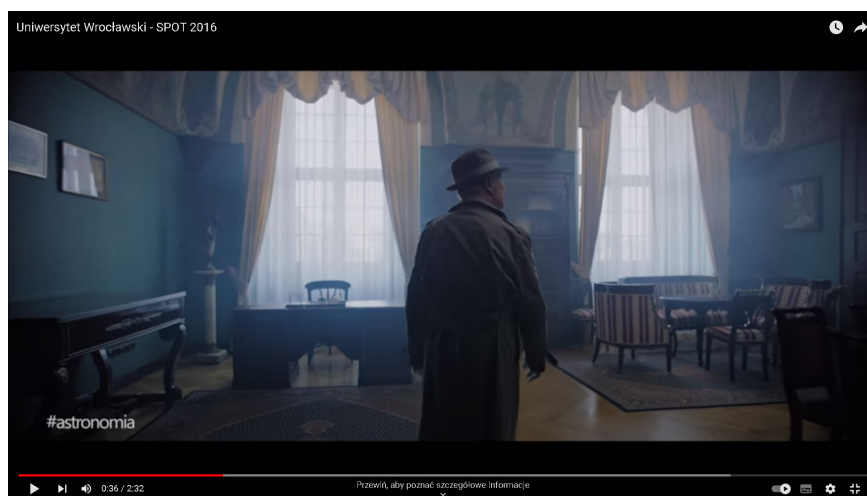 Uniwersytet Wrocławski - SPOT 2016
#astronomia
0:36 / 2:32
Przewiń, aby poznać szczegółowe informacje